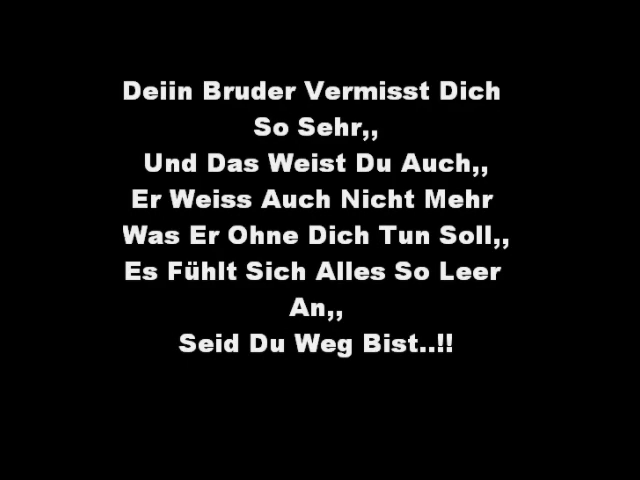 Deiin Bruder Vermisst Dich
So Sehr,,
Und Das Weist Du Auch,,
Er Weiss Auch Nicht Mehr
Was Er Ohne Dich Tun Soll,,
Es Fühlt Sich Alles So Leer
An,,
Seid Du Weg Bist..!!